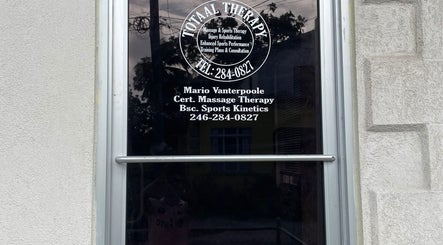 TOTAAL THERAPY
Massage & Sports Therapy
Injury Rehabilitation
Enhanced Sports Performance
Training Plans & Consultation
TEL: 284-0827
Mario Vanterpoole
Cert. Massage Therapy
Bsc. Sports Kinetics
246-284-0827